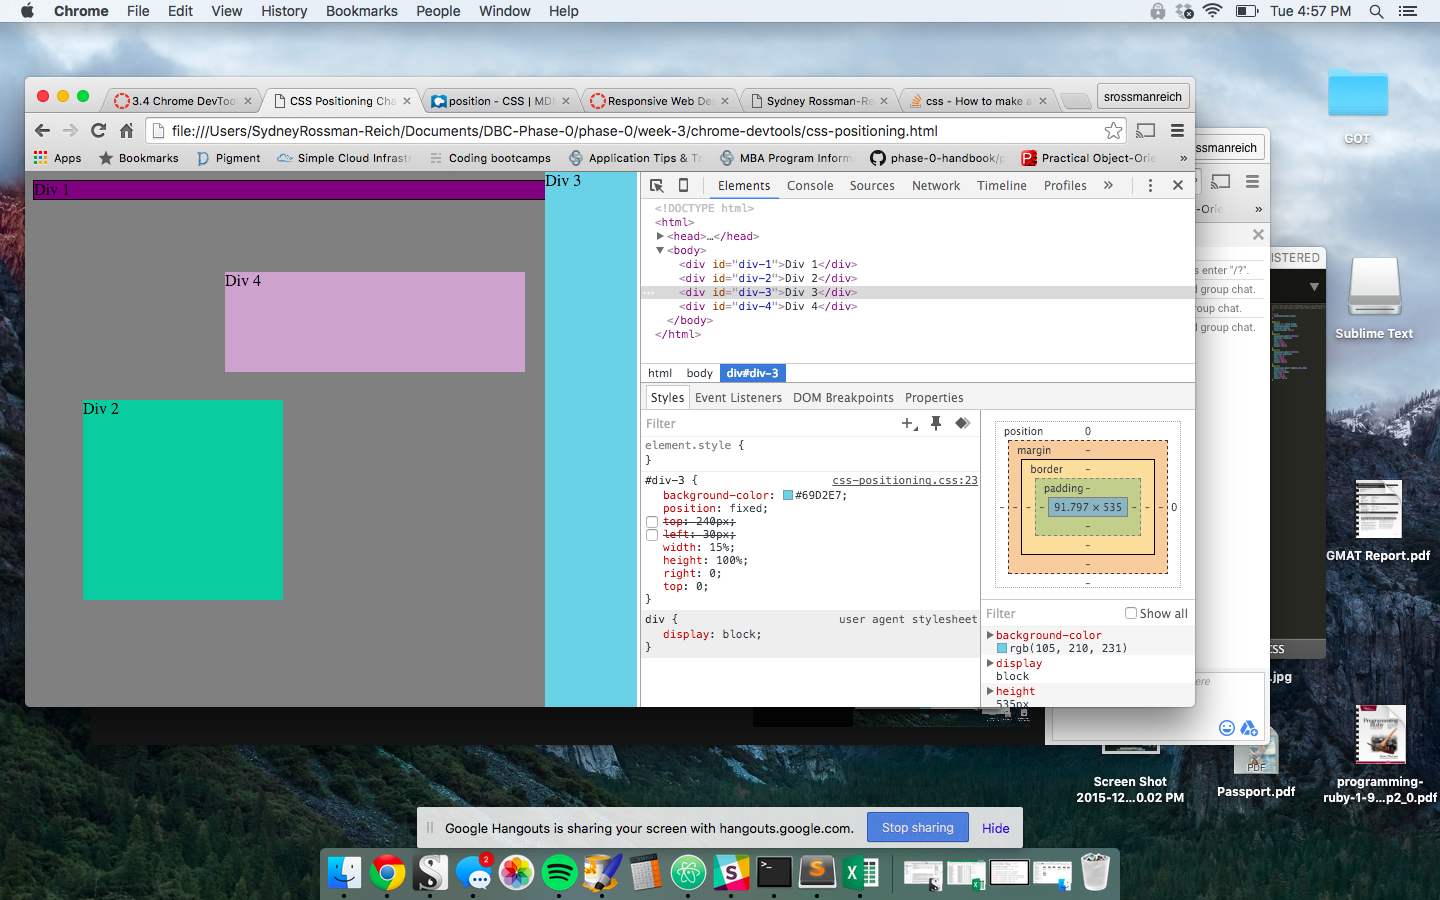 Chrome File Edit View History Bookmarks People Window Help Tue 4:57 PM
3.4 Chrome DevToo
CSS Positioning Cha
position - CSS | MD
Responsive Web De
Sydney Rossman-Re
css - How to make a
srossmanreich
file:///Users/SydneyRossman-Reich/Documents/DBC-Phase-0/phase-0/week-3/chrome-devtools/css-positioning.html
Apps Bookmarks Pigment Simple Cloud Infrastr Coding bootcamps Application Tips & Tr MBA Program Inform phase-0-handbook/p Practical Object-Orie »
Div 1
Div 3
Div 4
Div 2
Elements Console Sources Network Timeline Profiles »
<!DOCTYPE html>
<html>
<head>…</head>
<body>
<div id="div-1">Div 1</div>
<div id="div-2">Div 2</div>
<div id="div-3">Div 3</div>
<div id="div-4">Div 4</div>
</body>
</html>
html body div#div-3
Styles Event Listeners DOM Breakpoints Properties
Filter
element.style {
}
#div-3 { css-positioning.css:23
background-color: #69D2E7;
position: fixed;
top: 240px;
left: 30px;
width: 15%;
height: 100%;
right: 0;
top: 0;
}
div { user agent stylesheet
display: block;
}
position 0
margin -
border -
padding -
- - - - 91.797 × 535 - - - 0
-
-
-
-
Filter Show all
background-color
rgb(105, 210, 231)
display
block
height
535px
ssmanreich
-Orie »
s enter "/?".
d group chat.
group chat.
d group chat.
ISTERED
CSS
.jpg
ere
GOT
Sublime Text
GMAT Report.pdf
Screen Shot
2015-12...0.02 PM
PDF
Passport.pdf
Programming
Ruby
programming-
ruby-1-9...p2_0.pdf
Google Hangouts is sharing your screen with hangouts.google.com. Stop sharing Hide
2